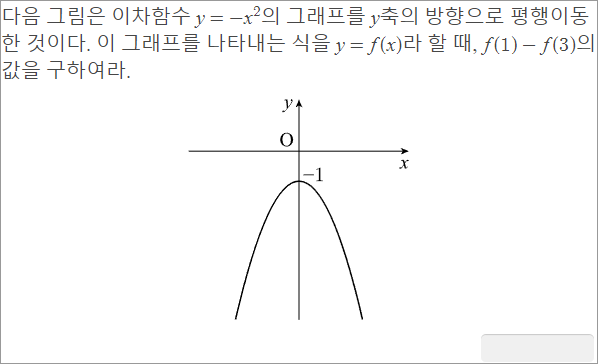 다음 그림은 이차함수 y = −x²의 그래프를 y축의 방향으로 평행이동
한 것이다. 이 그래프를 나타내는 식을 y = f(x)라 할 때, f(1) − f(3)의
값을 구하여라.
y
O
x
−1